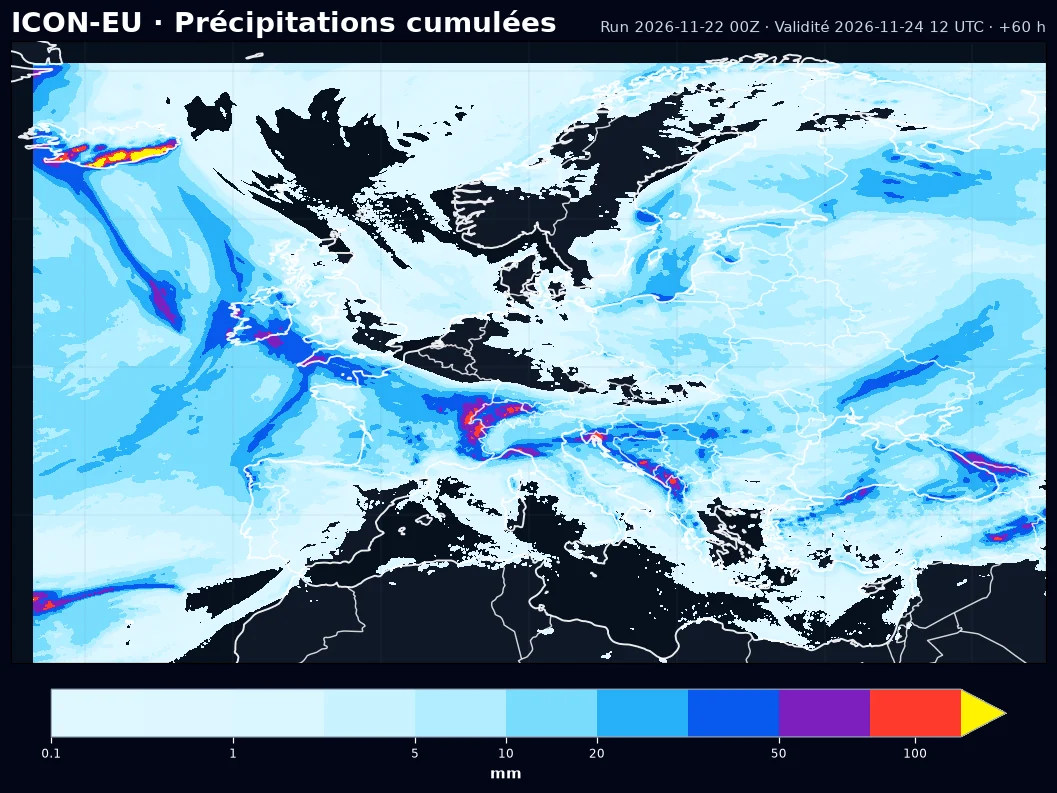 ICON-EU · Précipitations cumulées
Run 2026-11-22 00Z · Validité 2026-11-24 12 UTC · +60 h
0.1 1 5 10 20 50 100
mm